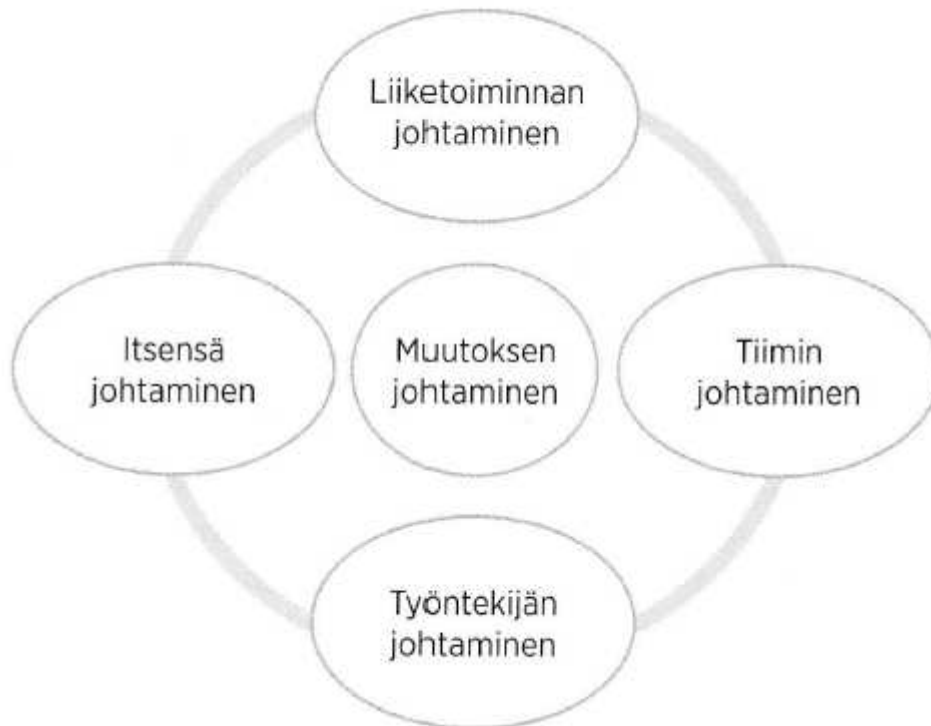 Liiketoiminnan
johtaminen
Itsensä
johtaminen
Muutoksen
johtaminen
Tiimin
johtaminen
Työntekijän
johtaminen